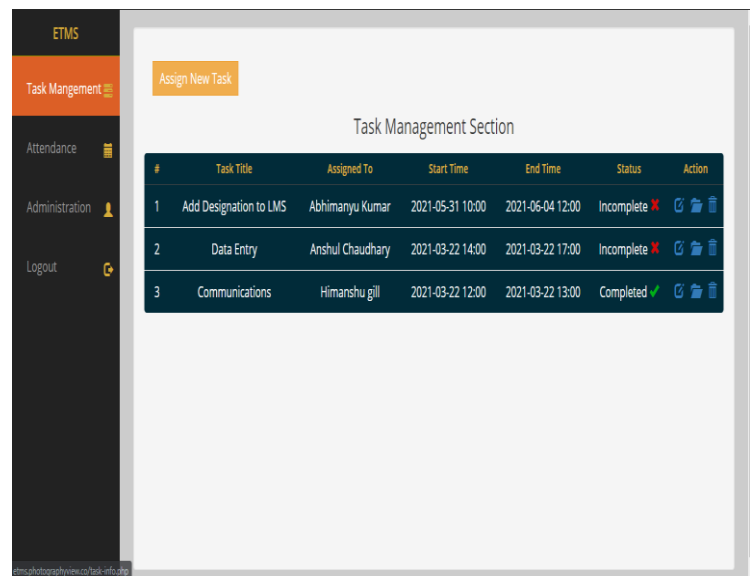 ETMS
Task Mangement
Attendance
Administration
Logout
Assign New Task
Task Management Section
# Task Title Assigned To Start Time End Time Status Action
1 Add Designation to LMS Abhimanyu Kumar 2021-05-31 10:00 2021-06-04 12:00 Incomplete
2 Data Entry Anshul Chaudhary 2021-03-22 14:00 2021-03-22 17:00 Incomplete
3 Communications Himanshu gill 2021-03-22 12:00 2021-03-22 13:00 Completed
etms.photographyview.co/task-info.php